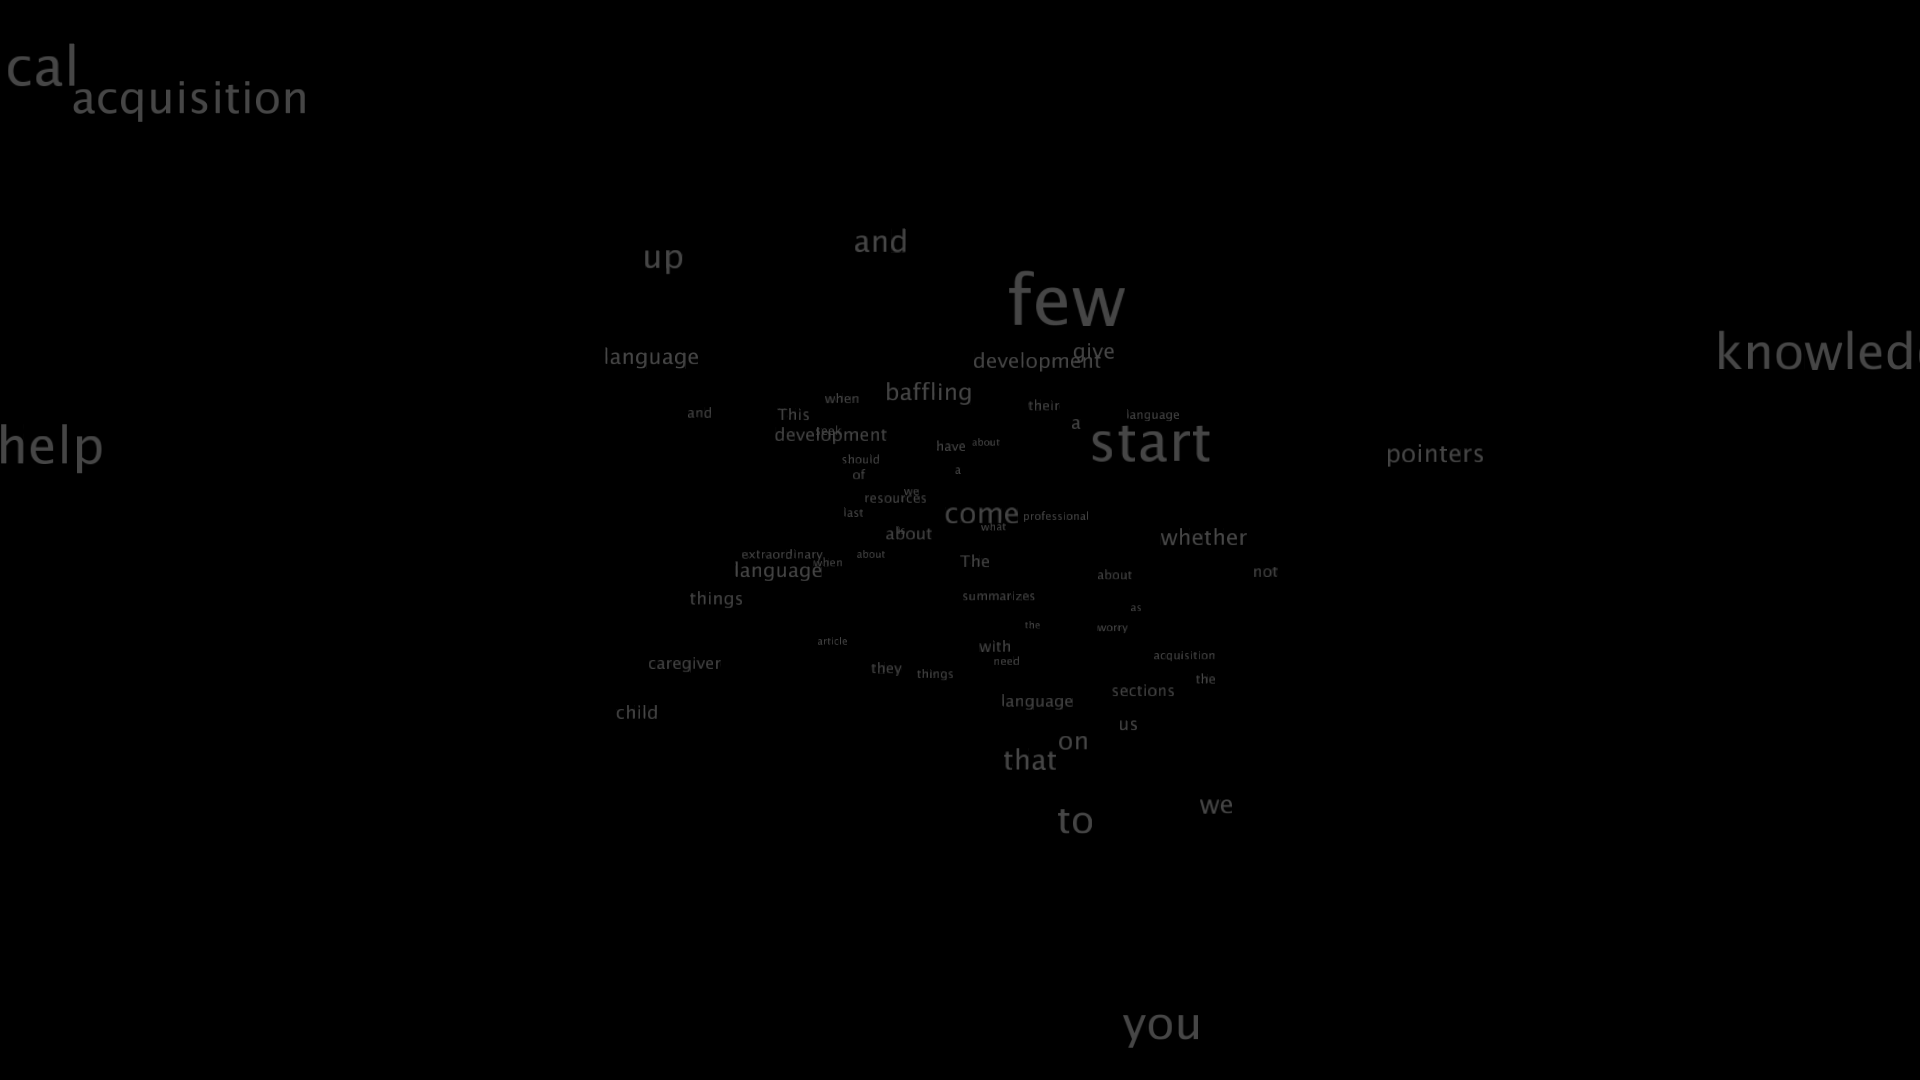 cal
acquisition
and
up
few
give
language
development
baffling
when
their
and
This
language
a
seek
development
start
about
have
pointers
help
knowled
should
a
of
we
resources
last
come
professional
what
about
whether
extraordinary
about
The
when
language
not
about
summarizes
things
as
the
worry
article
with
acquisition
need
caregiver
they
things
the
sections
language
child
us
on
that
we
to
you